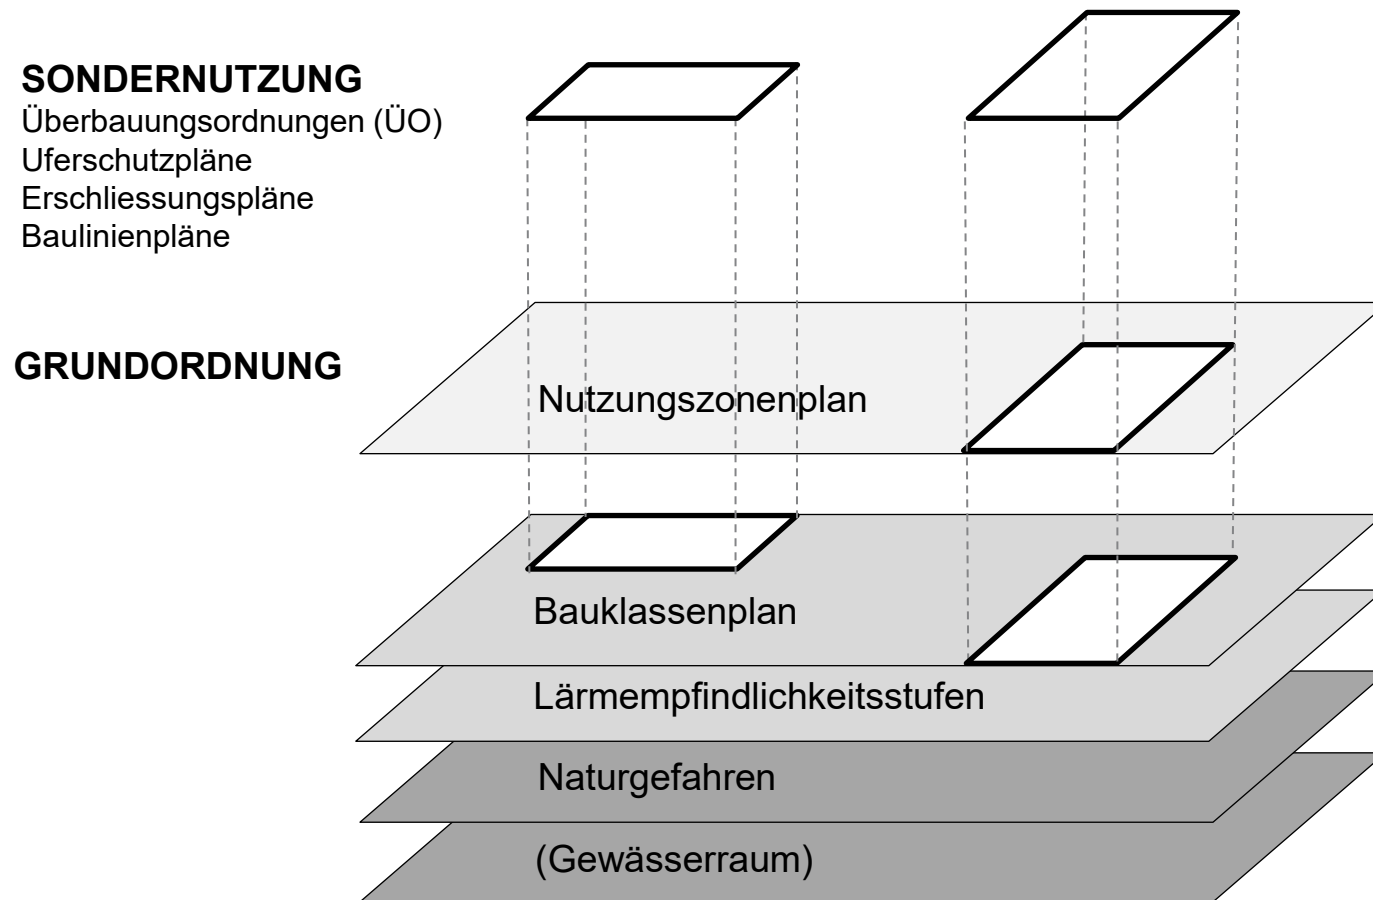 SONDERNUTZUNG
Überbauungsordnungen (ÜO)
Uferschutzpläne
Erschliessungspläne
Baulinienpläne
GRUNDORDNUNG
Nutzungszonenplan
Bauklassenplan
Lärmempfindlichkeitsstufen
Naturgefahren
(Gewässerraum)